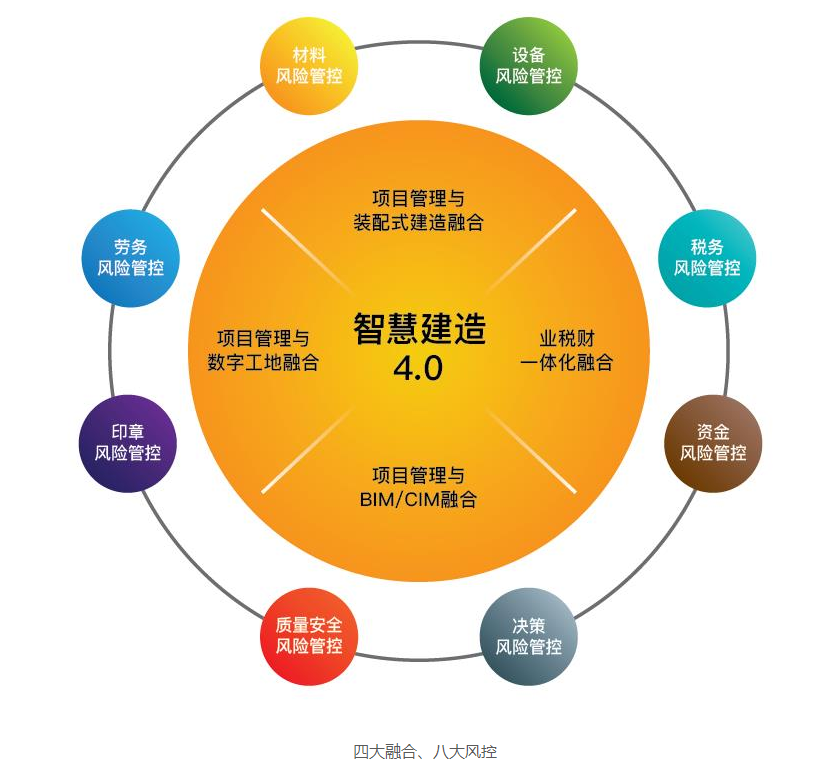 材料
风险管控
设备
风险管控
项目管理与
装配式建造融合
劳务
风险管控
税务
风险管控
智慧建造
4.0
项目管理与
数字工地融合
业税财
一体化融合
印章
风险管控
资金
风险管控
项目管理与
BIM/CIM融合
质量安全
风险管控
决策
风险管控
四大融合、八大风控